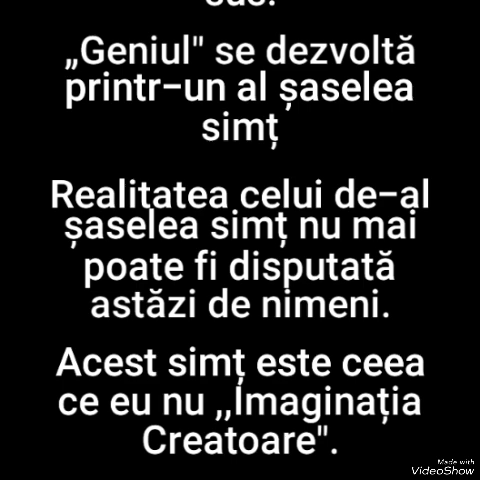 sus.
„Geniul" se dezvoltă
printr-un al șaselea
simț
Realitatea celui de-al
șaselea simț nu mai
poate fi disputată
astăzi de nimeni.
Acest simț este ceea
ce eu nu ,,Imaginația
Creatoare".
Made with
VideoShow